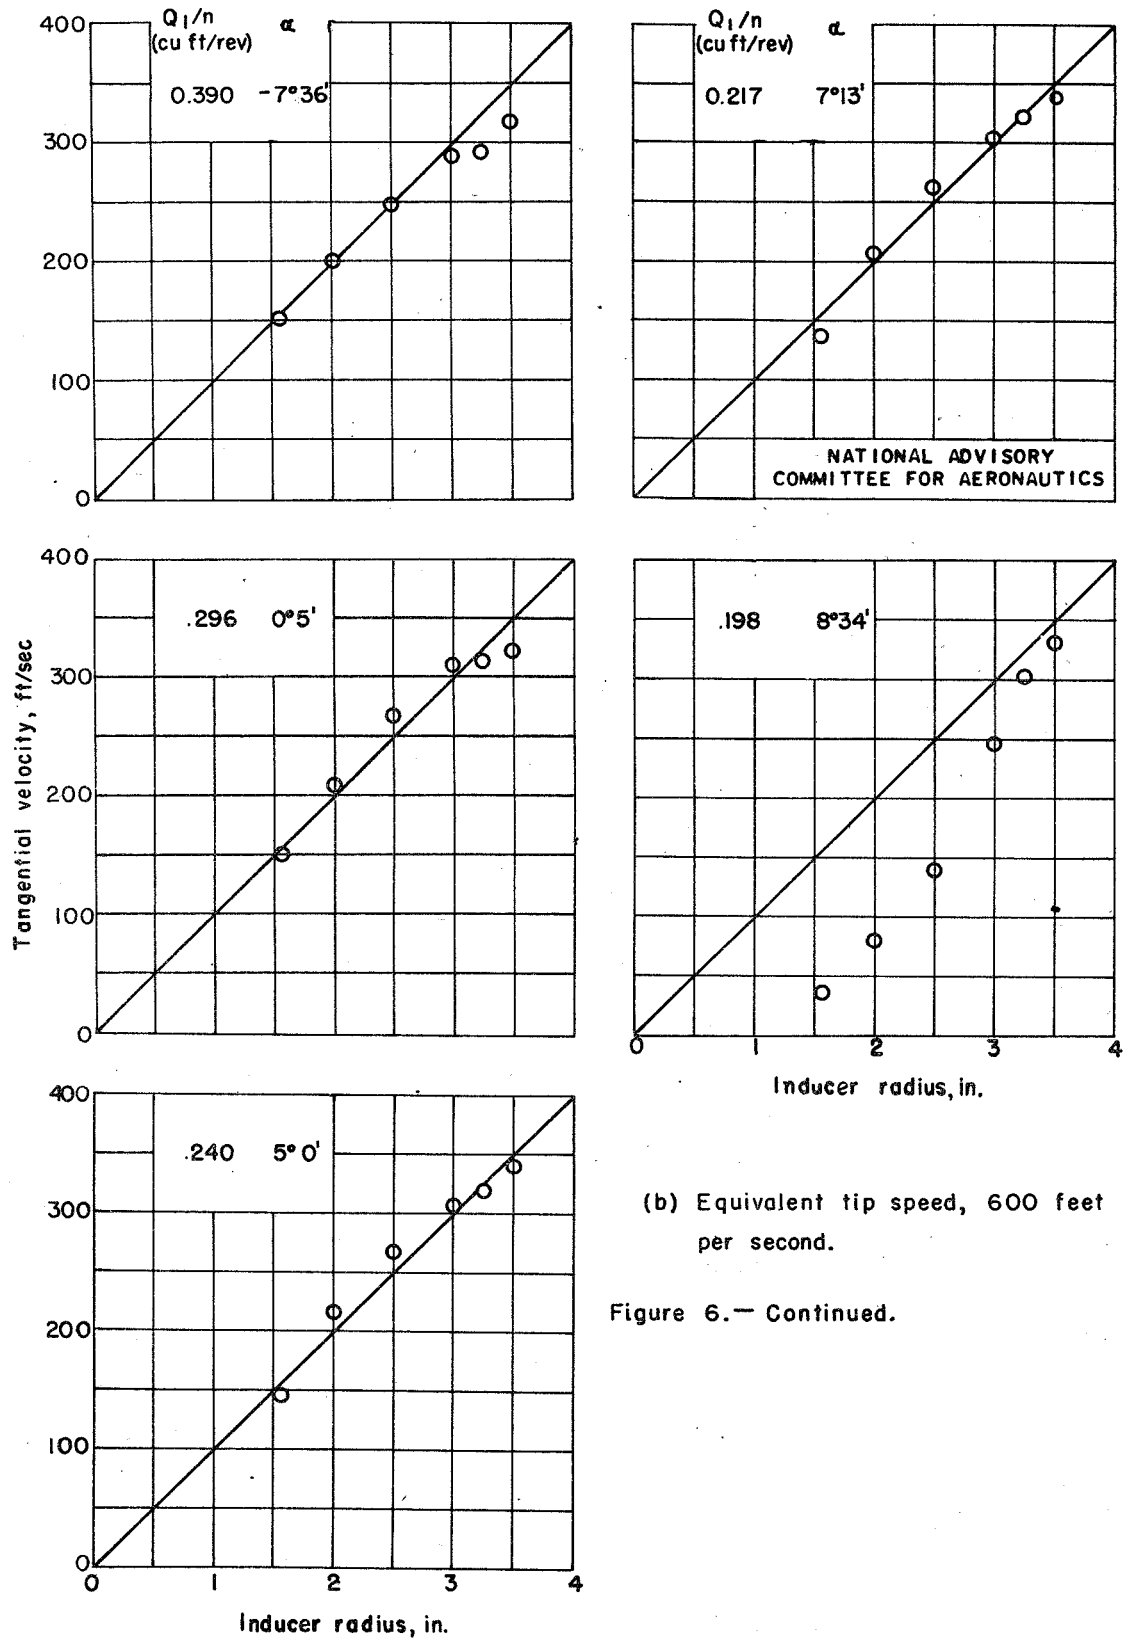 Q₁/n α
(cu ft/rev)
0.390 -7°36'
400
300
200
100
0
Q₁/n α
(cu ft/rev)
0.217 7°13'
NATIONAL ADVISORY
COMMITTEE FOR AERONAUTICS
Tangential velocity, ft/sec
400
300
200
100
0
.296 0°5'
.198 8°34'
0 1 2 3 4
Inducer radius, in.
400
300
200
100
0
.240 5°0'
0 1 2 3 4
Inducer radius, in.
(b) Equivalent tip speed, 600 feet
per second.
Figure 6.— Continued.